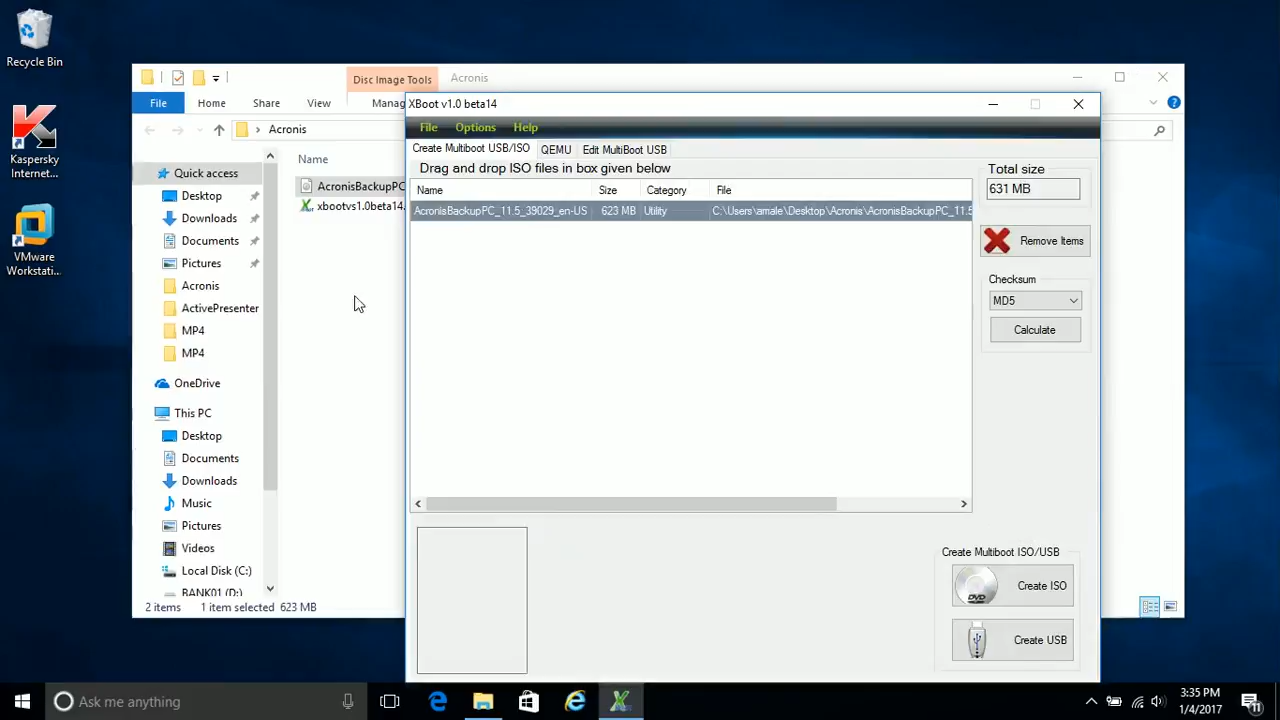 Recycle Bin
Kaspersky
Internet...
VMware
Workstati...
Disc Image Tools
Acronis
File
Home
Share
View
Manag
Acronis
Name
Quick access
Desktop
Downloads
Documents
Pictures
Acronis
ActivePresenter
MP4
MP4
OneDrive
This PC
Desktop
Documents
Downloads
Music
Pictures
Videos
Local Disk (C:)
BANK01 (D:)
AcronisBackupPC
xbootvs1.0beta14.
2 items
1 item selected
623 MB
XBoot v1.0 beta14
File
Options
Help
Create Multiboot USB/ISO
QEMU
Edit MultiBoot USB
Drag and drop ISO files in box given below
Name
Size
Category
File
AcronisBackupPC_11.5_39029_en-US
623 MB
Utility
C:\Users\amale\Desktop\Acronis\AcronisBackupPC_11.5
Total size
631 MB
Remove Items
Checksum
MD5
Calculate
Create Multiboot ISO/USB
DVD
Create ISO
Create USB
Ask me anything
3:35 PM
1/4/2017
11